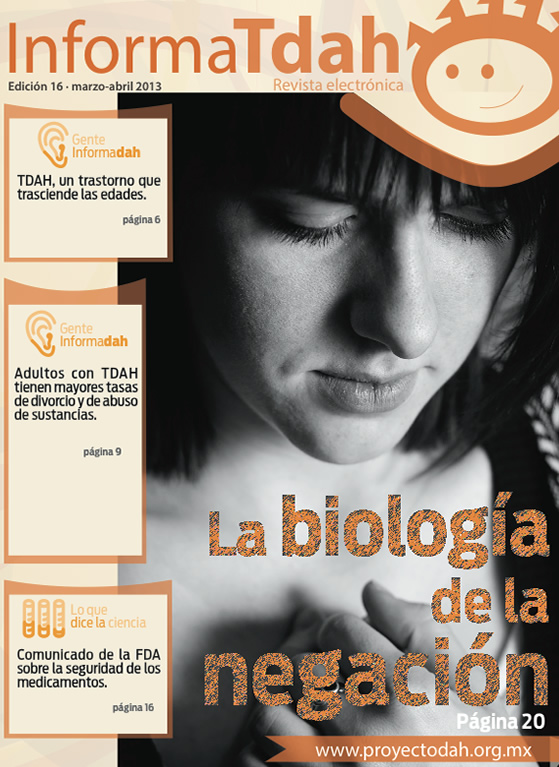 InformaTdah
Edición 16 · marzo-abril 2013
Revista electrónica
Gente
Informadah
TDAH, un trastorno que
trasciende las edades.
página 6
Gente
Informadah
Adultos con TDAH
tienen mayores tasas
de divorcio y de abuso
de sustancias.
página 9
Lo que
dice la ciencia
Comunicado de la FDA
sobre la seguridad de los
medicamentos.
página 16
La biología
de la
negación
Página 20
www.proyectodah.org.mx